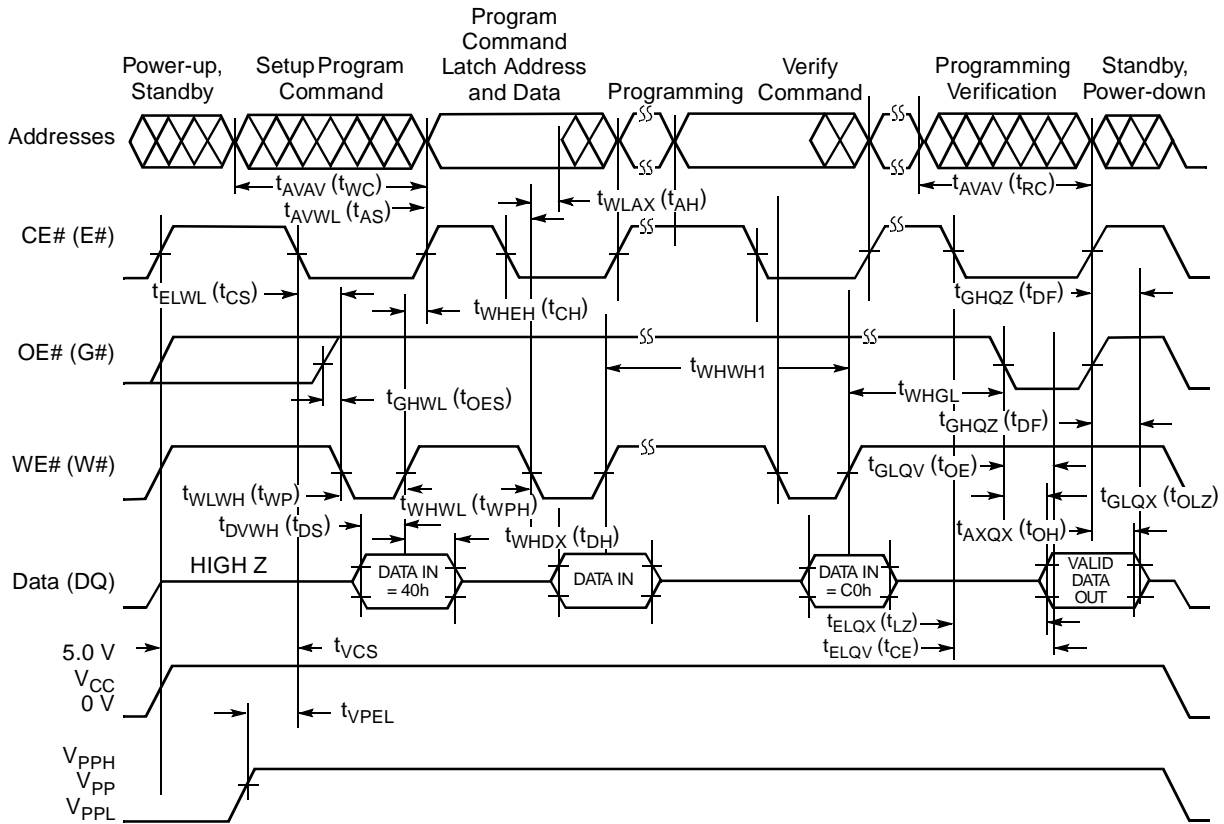 Power-up,
Standby
Setup Program
Command
Program
Command
Latch Address
and Data
Programming
Verify
Command
Programming
Verification
Standby,
Power-down
Addresses
tAVAV (tWC)
tAVWL (tAS)
tWLAX (tAH)
tAVAV (tRC)
CE# (E#)
tELWL (tCS)
tWHEH (tCH)
tGHQZ (tDF)
OE# (G#)
tWHWH1
tGHWL (tOES)
tWHGL
tGHQZ (tDF)
WE# (W#)
tWLWH (tWP)
tWHWL (tWPH)
tGLQV (tOE)
tGLQX (tOLZ)
tDVWH (tDS)
tWHDX (tDH)
tAXQX (tOH)
Data (DQ)
HIGH Z
DATA IN
= 40h
DATA IN
DATA IN
= C0h
VALID
DATA
OUT
tELQX (tLZ)
tELQV (tCE)
5.0 V
VCC
0 V
tVCS
tVPEL
VPPH
VPP
VPPL